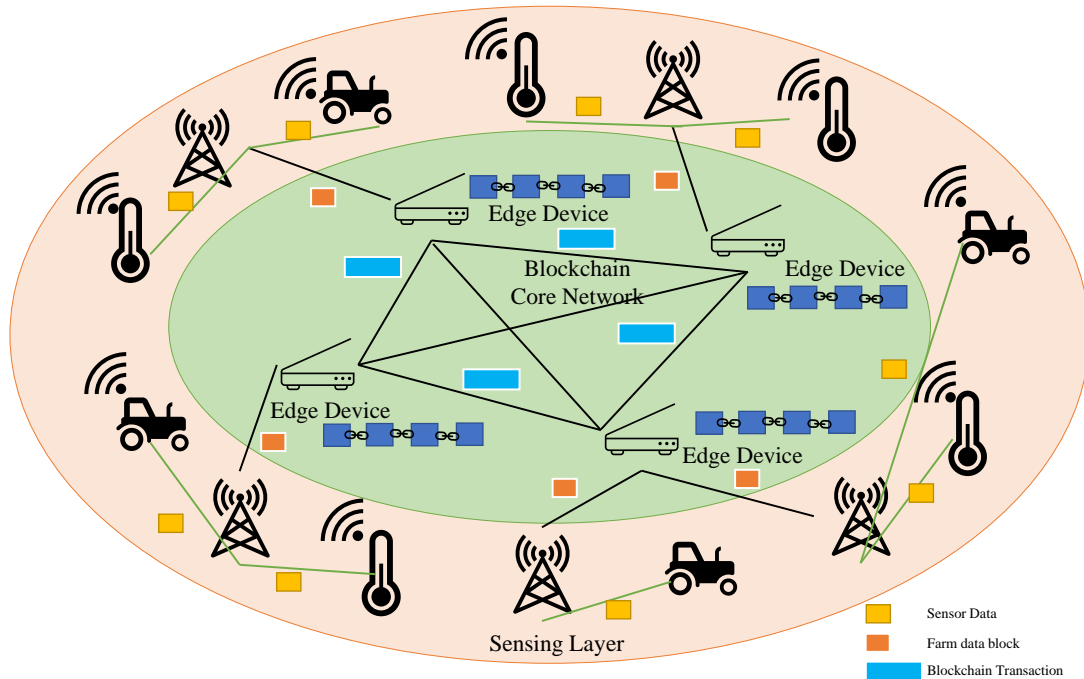 Edge Device
Blockchain
Core Network
Edge Device
Edge Device
Edge Device
Sensing Layer
Sensor Data
Farm data block
Blockchain Transaction